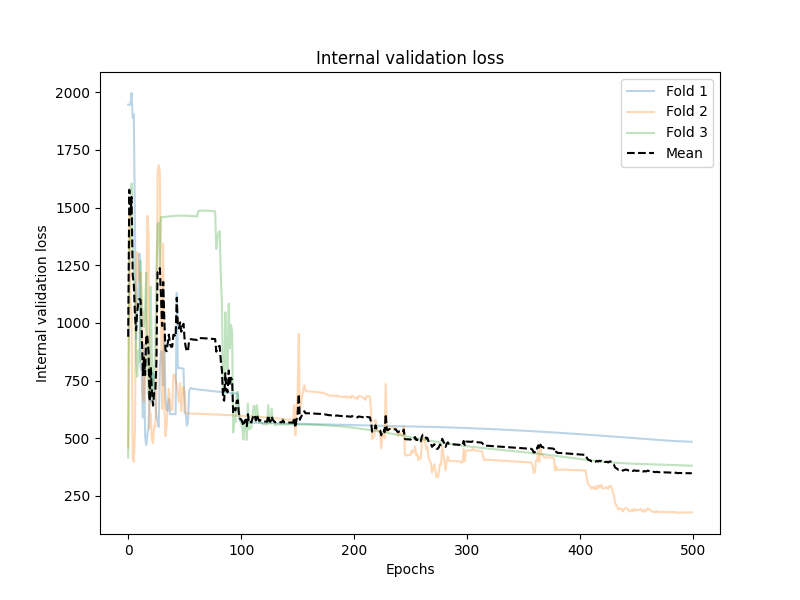 Internal validation loss
Fold 1
Fold 2
Fold 3
Mean
Internal validation loss
2000
1750
1500
1250
1000
750
500
250
0
100
200
300
400
500
Epochs